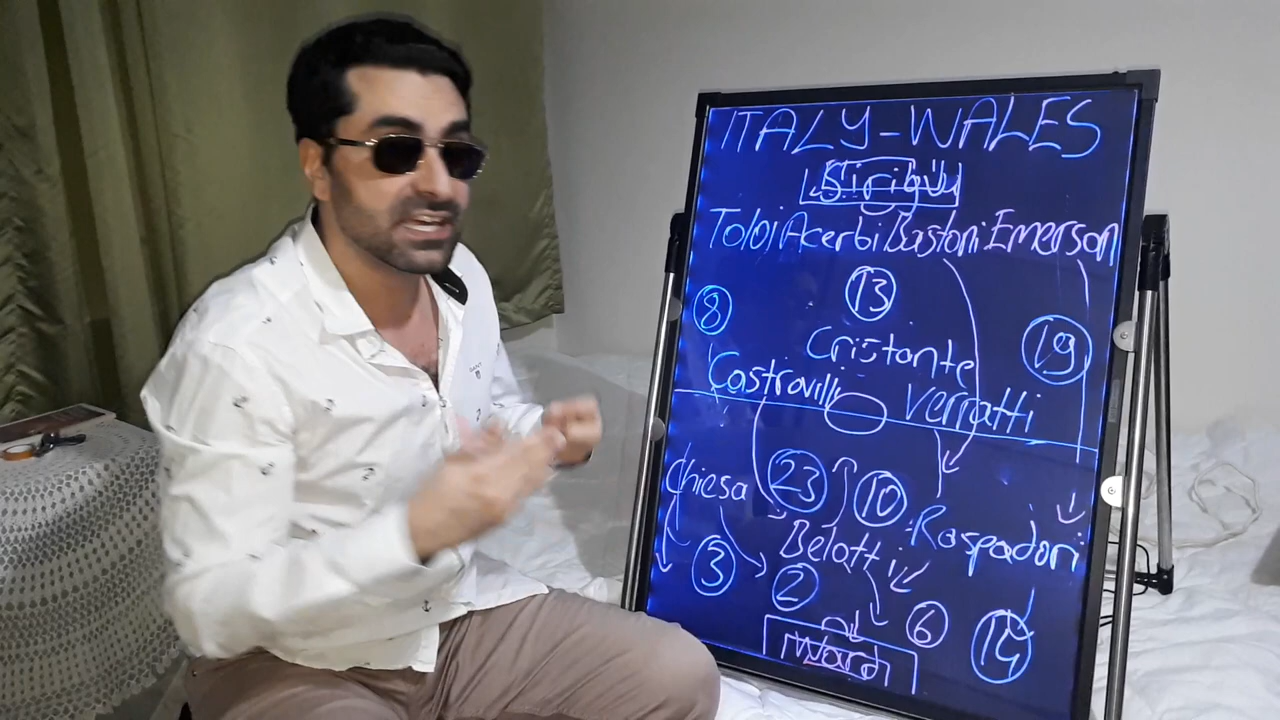 ITALY-WALES
Sirigu
Toloi Acerbi Bastoni Emerson
13
8
19
Cristante
Castrovilli
Verratti
Chiesa
23
10
Raspadori
Belotti
3
2
6
14
Ward
GANT